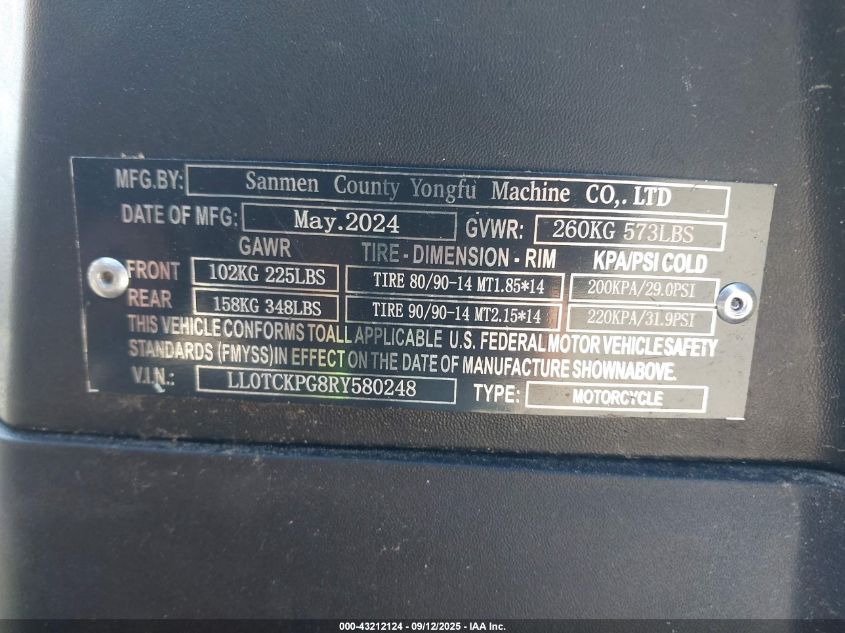 MFG.BY: Sanmen County Yongfu Machine CO,. LTD
DATE OF MFG: May.2024 GVWR: 260KG 573LBS
GAWR TIRE - DIMENSION - RIM KPA/PSI COLD
FRONT 102KG 225LBS TIRE 80/90-14 MT1.85*14 200KPA/29.0PSI
REAR 158KG 348LBS TIRE 90/90-14 MT2.15*14 220KPA/31.9PSI
THIS VEHICLE CONFORMS TOALL APPLICABLE U.S. FEDERAL MOTOR VEHICLE SAFETY
STANDARDS (FMYSS)IN EFFECT ON THE DATE OF MANUFACTURE SHOWNABOVE.
V.I.N.: LL0TCKPG8RY580248 TYPE: MOTORCYCLE
000-43212124 - 09/12/2025 - IAA Inc.